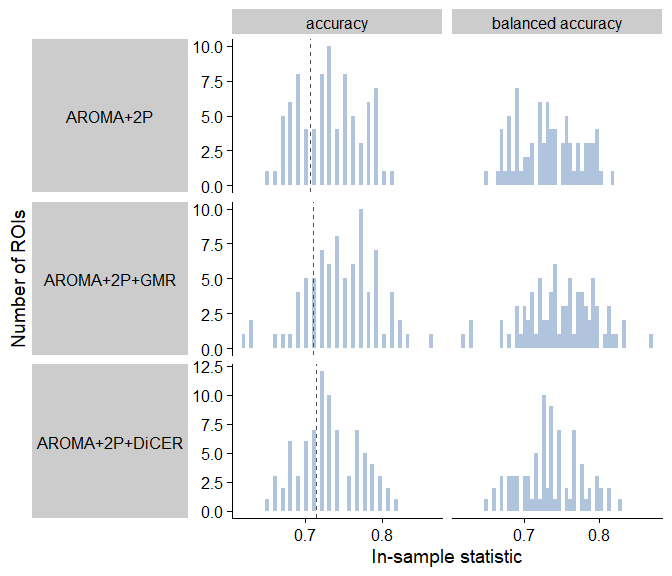 accuracy balanced accuracy
AROMA+2P
10.0
7.5
5.0
2.5
0.0
AROMA+2P+GMR
10.0
7.5
5.0
2.5
0.0
AROMA+2P+DiCER
12.5
10.0
7.5
5.0
2.5
0.0
Number of ROIs
0.7 0.8 0.7 0.8
In-sample statistic